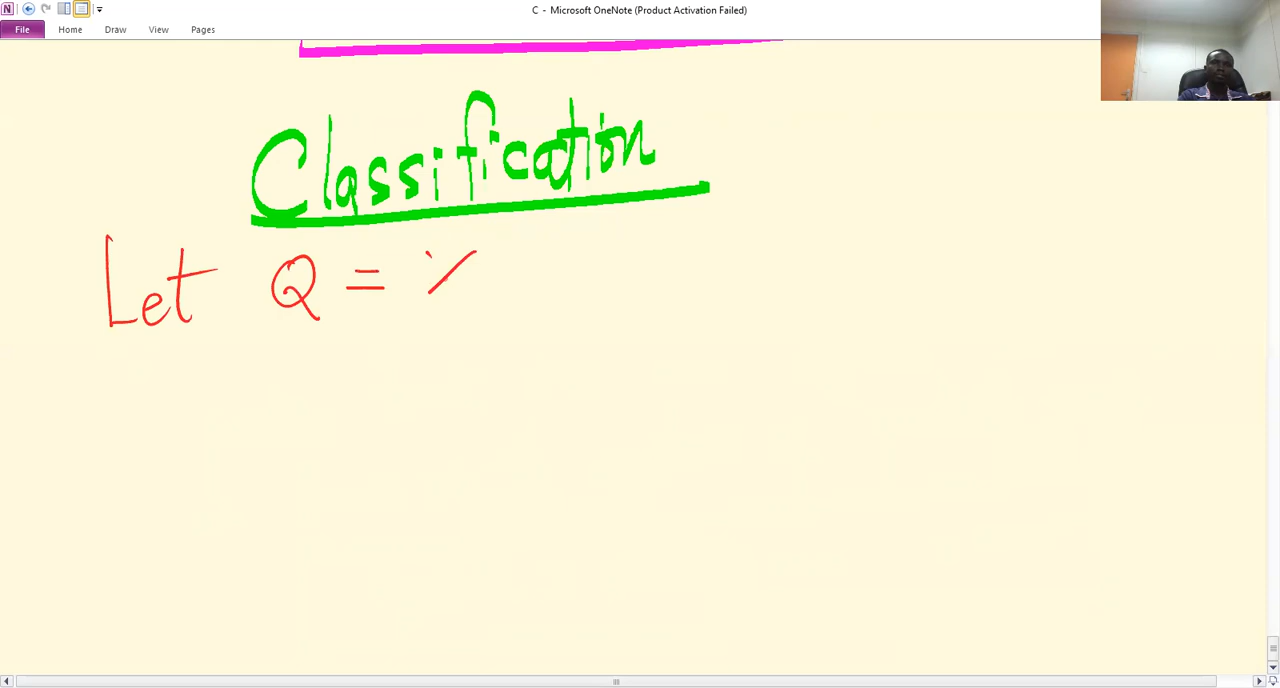 C - Microsoft OneNote (Product Activation Failed)
File Home Draw View Pages
Classification
Let Q =